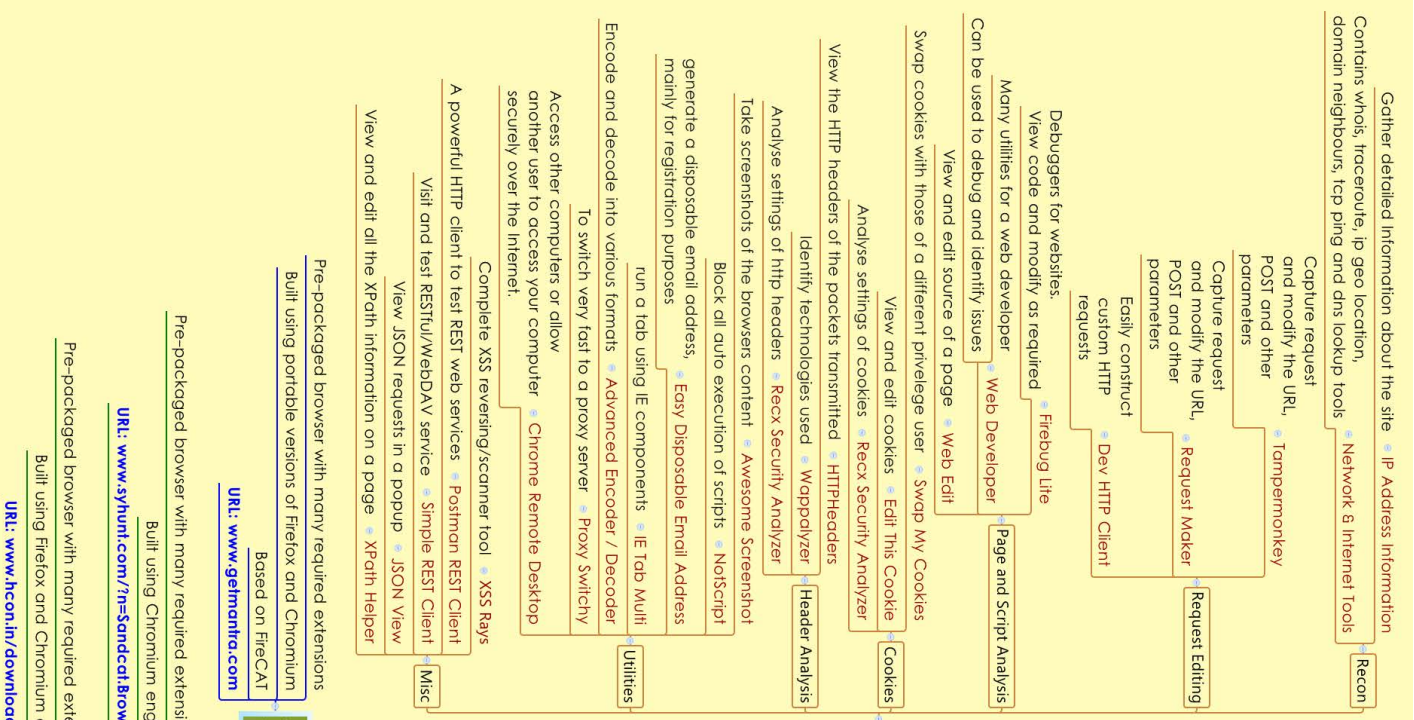 Gather detailed Information about the site
IP Address Information
Contains whois, traceroute, ip geo location,
domain neighbours, tcp ping and dns lookup tools
Network & Internet Tools
Recon
Capture request
and modify the URL,
POST and other
parameters
Tampermonkey
Capture request
and modify the URL,
POST and other
parameters
Request Maker
Easily construct
custom HTTP
requests
Dev HTTP Client
Request Editing
Debuggers for websites.
View code and modify as required
Firebug Lite
Many utilities for a web developer
Can be used to debug and identify issues
Web Developer
View and edit source of a page
Web Edit
Page and Script Analysis
Swap cookies with those of a different privelege user
Swap My Cookies
View and edit cookies
Edit This Cookie
Analyse settings of cookies
Recx Security Analyzer
Cookies
View the HTTP headers of the packets transmitted
HTTPHeaders
Identify technologies used
Wappalyzer
Analyse settings of http headers
Recx Security Analyzer
Header Analysis
Take screenshots of the browsers content
Awesome Screenshot
Block all auto execution of scripts
NotScript
generate a disposable email address,
mainly for registration purposes
Easy Disposable Email Address
run a tab using IE components
IE Tab Multi
Encode and decode into various formats
Advanced Encoder / Decoder
To switch very fast to a proxy server
Proxy Switchy
Access other computers or allow
another user to access your computer
securely over the Internet.
Chrome Remote Desktop
Utilities
Complete XSS reversing/scanner tool
XSS Rays
A powerful HTTP client to test REST web services
Postman REST Client
Visit and test RESTful/WebDAV service
Simple REST Client
View JSON requests in a popup
JSON View
View and edit all the XPath information on a page
XPath Helper
Misc
Pre-packaged browser with many required extensions
Built using portable versions of Firefox and Chromium
Based on FireCAT
URL: www.getmantra.com
Pre-packaged browser with many required extensi
Built using Chromium eng
URL: www.syhunt.com/?n=Sandcat.Brow
Pre-packaged browser with many required exte
Built using Firefox and Chromium
URL: www.hcon.in/downloa